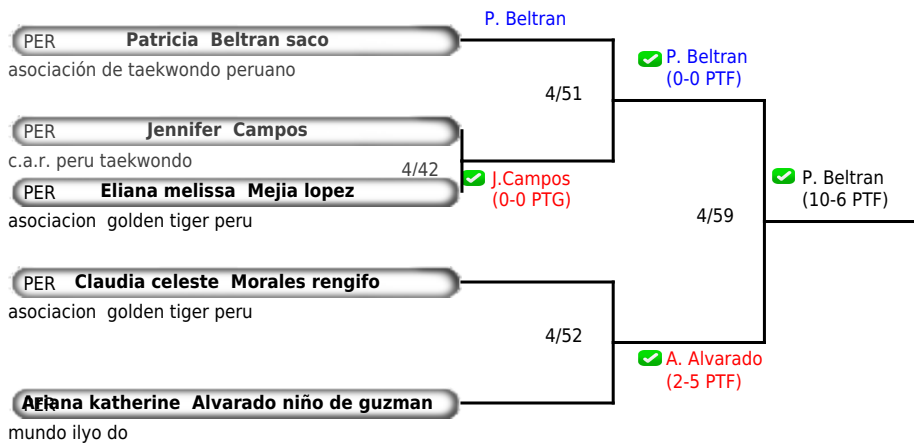 P. Beltran
PER Patricia Beltran saco
asociación de taekwondo peruano
P. Beltran
(0-0 PTF)
4/51
PER Jennifer Campos
c.a.r. peru taekwondo
4/42
J.Campos
(0-0 PTG)
PER Eliana melissa Mejia lopez
asociacion golden tiger peru
P. Beltran
(10-6 PTF)
4/59
PER Claudia celeste Morales rengifo
asociacion golden tiger peru
4/52
A. Alvarado
(2-5 PTF)
PER Ariana katherine Alvarado niño de guzman
mundo ilyo do